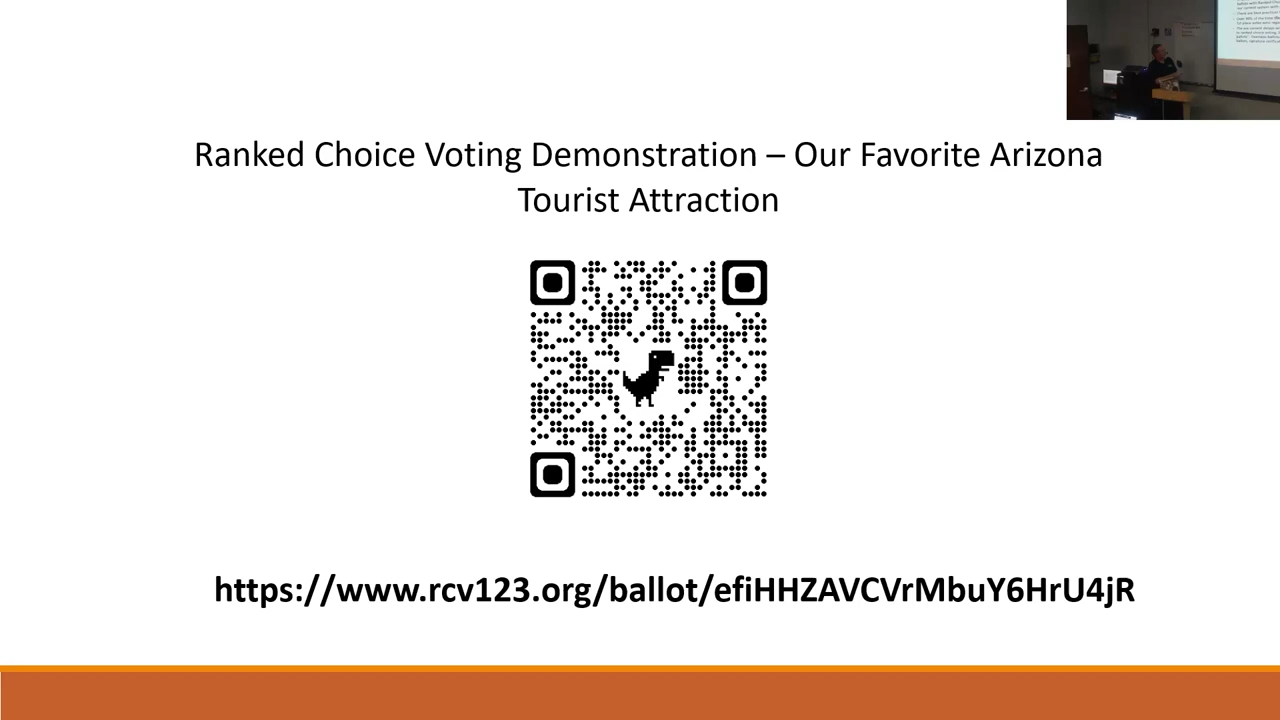 Ranked Choice Voting Demonstration – Our Favorite Arizona
Tourist Attraction
https://www.rcv123.org/ballot/efiHHZAVCVrMbuY6HrU4jR